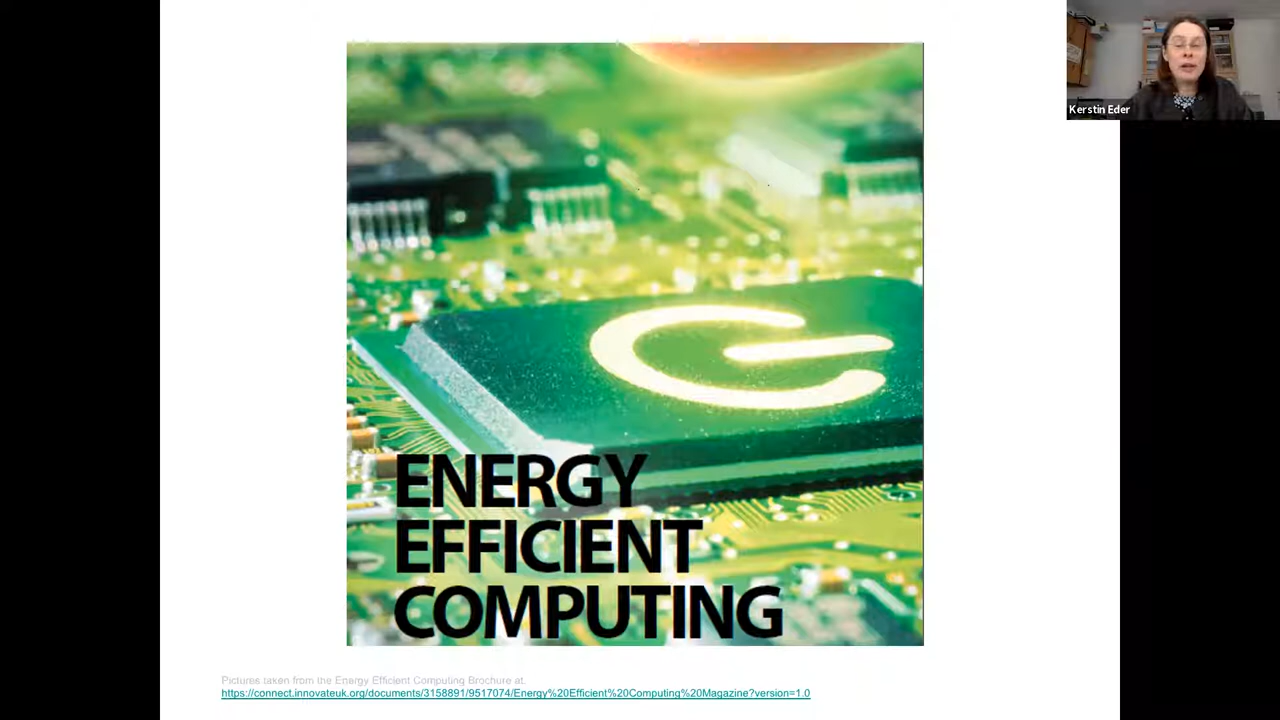 Kerstin Eder
ENERGY
EFFICIENT
COMPUTING
Pictures taken from the Energy Efficient Computing Brochure at.
https://connect.innovateuk.org/documents/3158891/9517074/Energy%20Efficient%20Computing%20Magazine?version=1.0